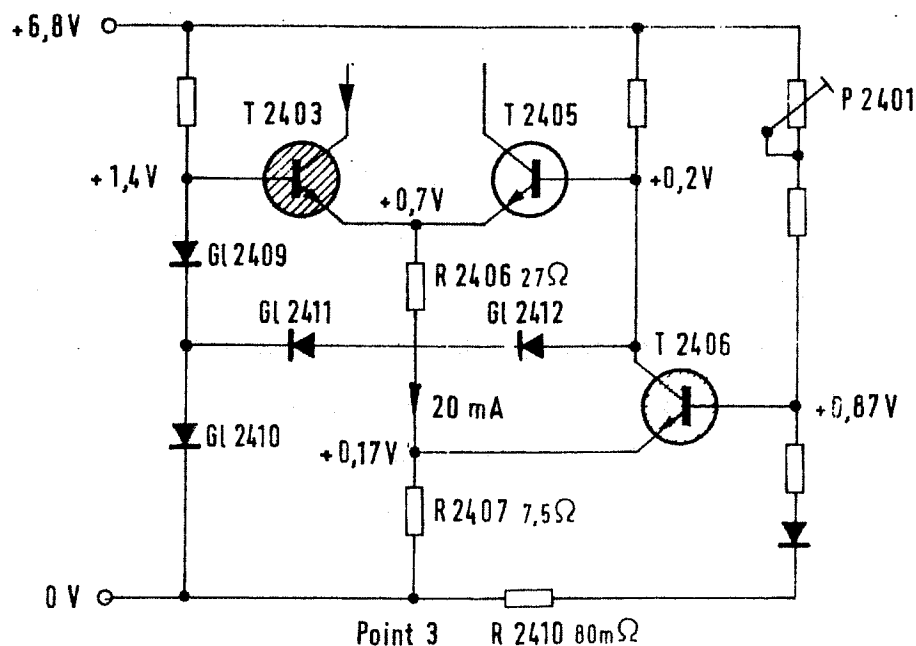 +6,8V
P 2401
T 2403
T 2405
+1,4V
+0,7V
+0,2V
Gl 2409
R 2406 27Ω
Gl 2411
Gl 2412
T 2406
20 mA
+0,87V
Gl 2410
+0,17V
R 2407 7,5Ω
0 V
Point 3
R 2410 80mΩ